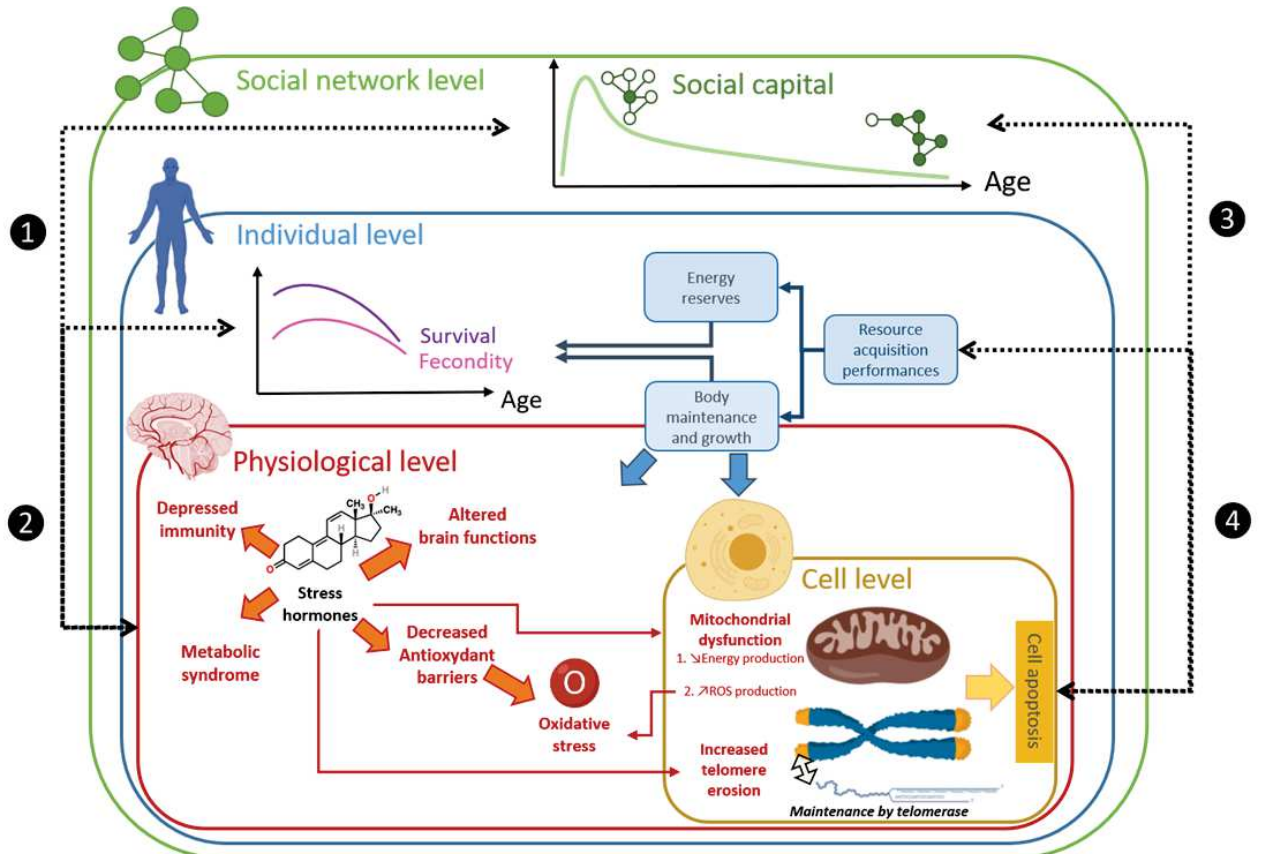 Social network level
Social capital
Age
1
3
Individual level
Energy
reserves
Resource
acquisition
performances
Survival
Fecondity
Age
Body
maintenance
and growth
Physiological level
2
4
Depressed
immunity
O
H
CH₃
CH₃
H
H
H
O
Altered
brain functions
Stress
hormones
Metabolic
syndrome
Decreased
Antioxydant
barriers
O
Oxidative
stress
Cell level
Mitochondrial
dysfunction
1. ↘Energy production
2. ↗ROS production
Increased
telomere
erosion
Maintenance by telomerase
Cell apoptosis